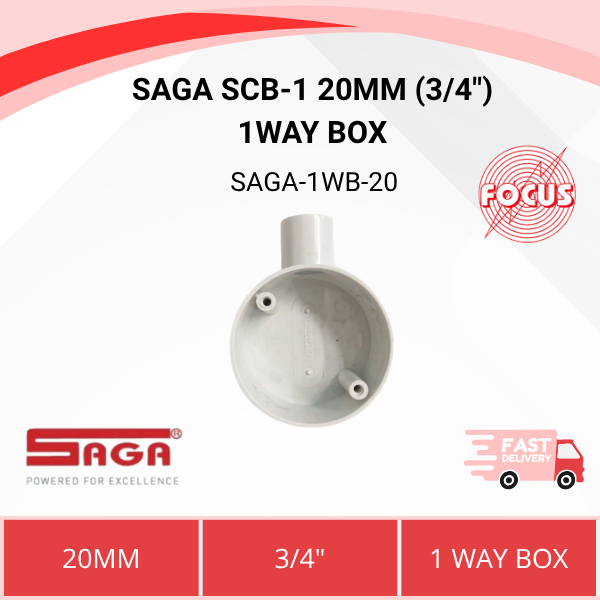 SAGA SCB-1 20MM (3/4")
1WAY BOX
SAGA-1WB-20
FOCUS
SAGA®
POWERED FOR EXCELLENCE
FAST
DELIVERY
20MM
3/4"
1 WAY BOX